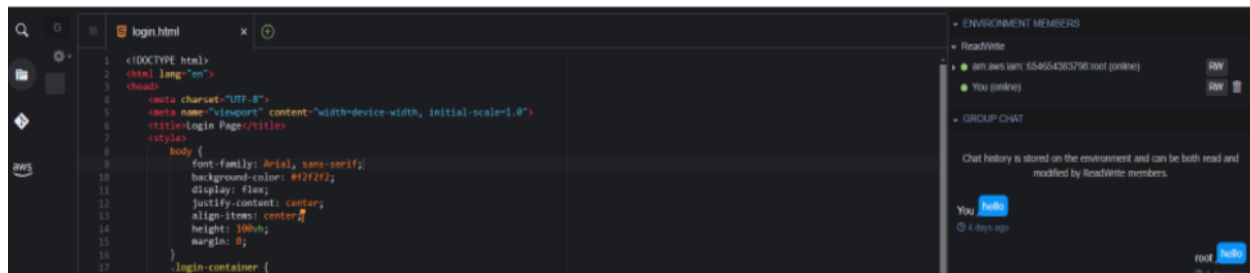 G
login.html
1 <!DOCTYPE html>
2 <html lang="en">
3 <head>
4 <meta charset="UTF-8">
5 <meta name="viewport" content="width=device-width, initial-scale=1.0">
6 <title>Login Page</title>
7 <style>
8 body {
9 font-family: Arial, sans-serif;
10 background-color: #f2f2f2;
11 display: flex;
12 justify-content: center;
13 align-items: center;
14 height: 100vh;
15 margin: 0;
16 }
17 .login-container {
aws
ENVIRONMENT MEMBERS
ReadWrite
arn:aws:iam::654654383798:root (online) RW
You (online) RW
GROUP CHAT
Chat history is stored on the environment and can be both read and
modified by ReadWrite members.
You hello
4 days ago
root hello